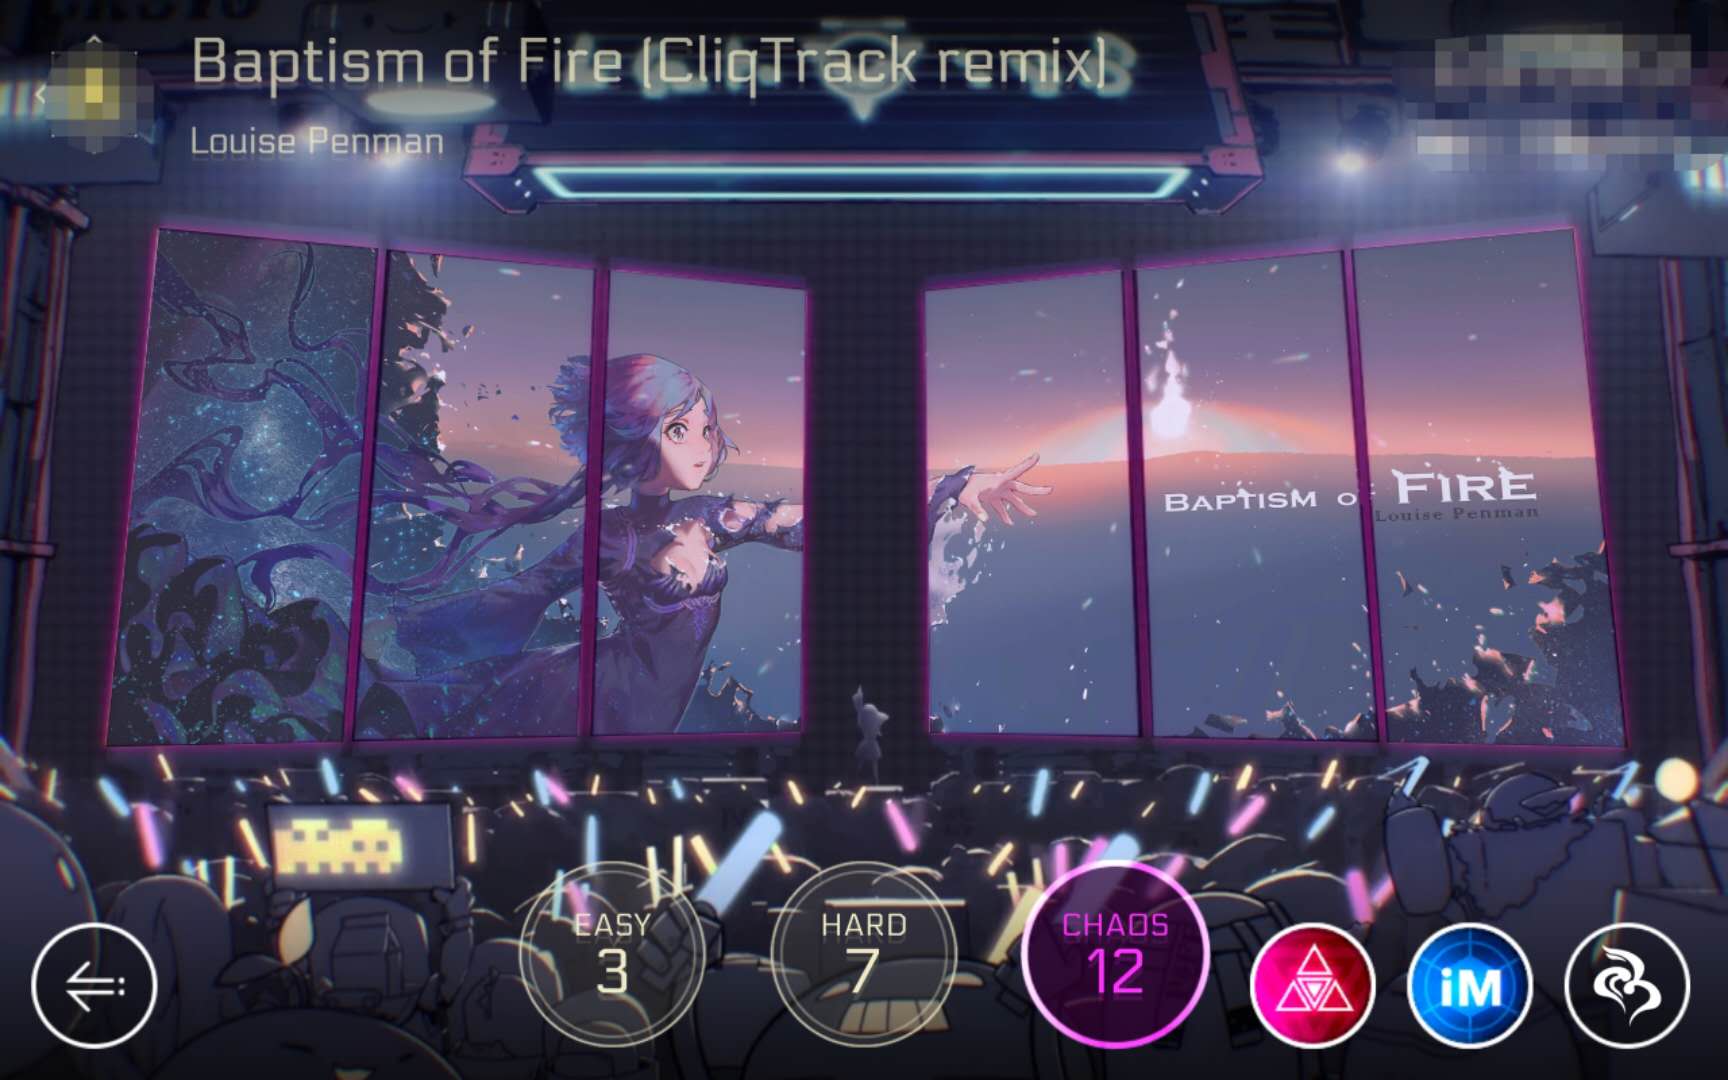 Baptism of Fire (CliqTrack remix)
Louise Penman
BAPTISM OF FIRE
Louise Penman
EASY
3
HARD
7
CHAOS
12
iM